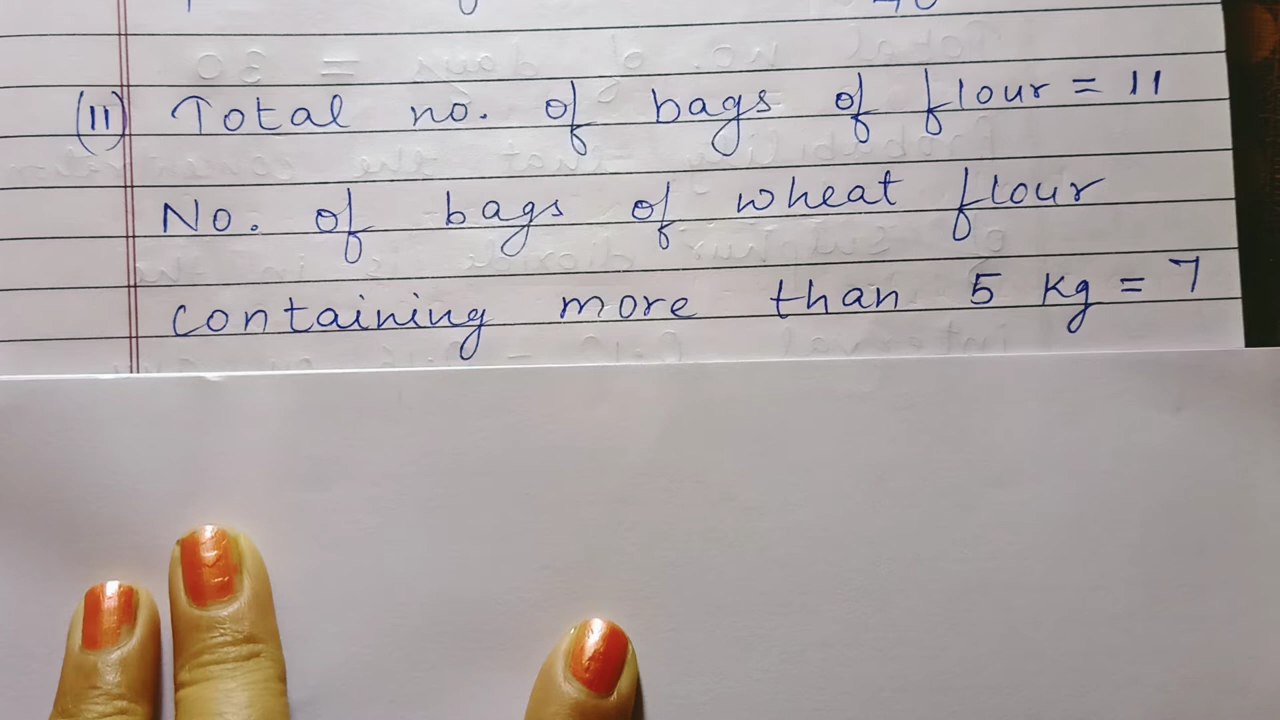 (11) Total no. of bags of flour = 11
No. of bags of wheat flour
containing more than 5 kg = 7